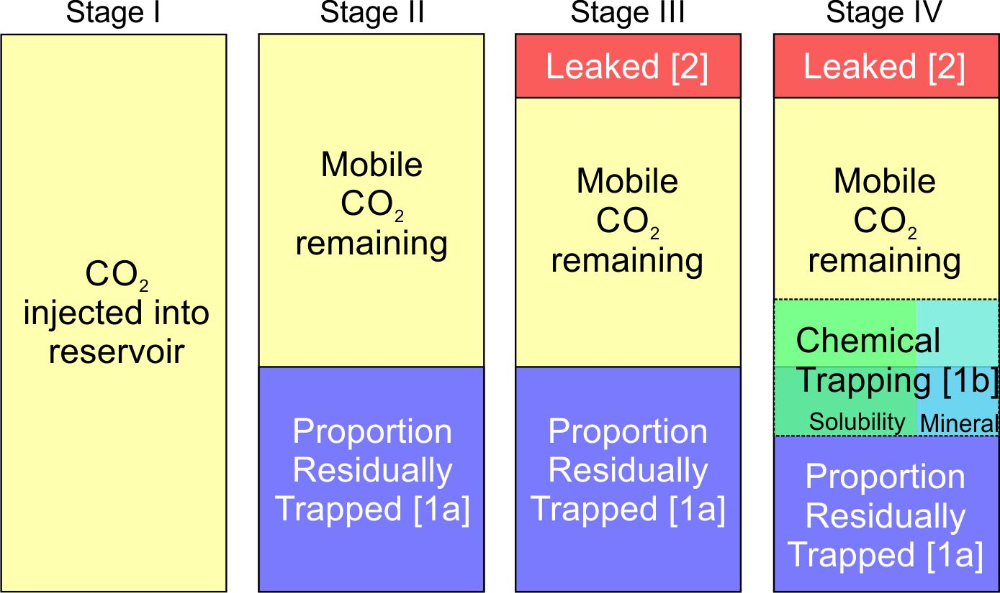 Stage I
CO₂
injected into
reservoir
Stage II
Mobile
CO₂
remaining
Proportion
Residually
Trapped [1a]
Stage III
Leaked [2]
Mobile
CO₂
remaining
Proportion
Residually
Trapped [1a]
Stage IV
Leaked [2]
Mobile
CO₂
remaining
Chemical
Trapping [1b]
Solubility Mineral
Proportion
Residually
Trapped [1a]